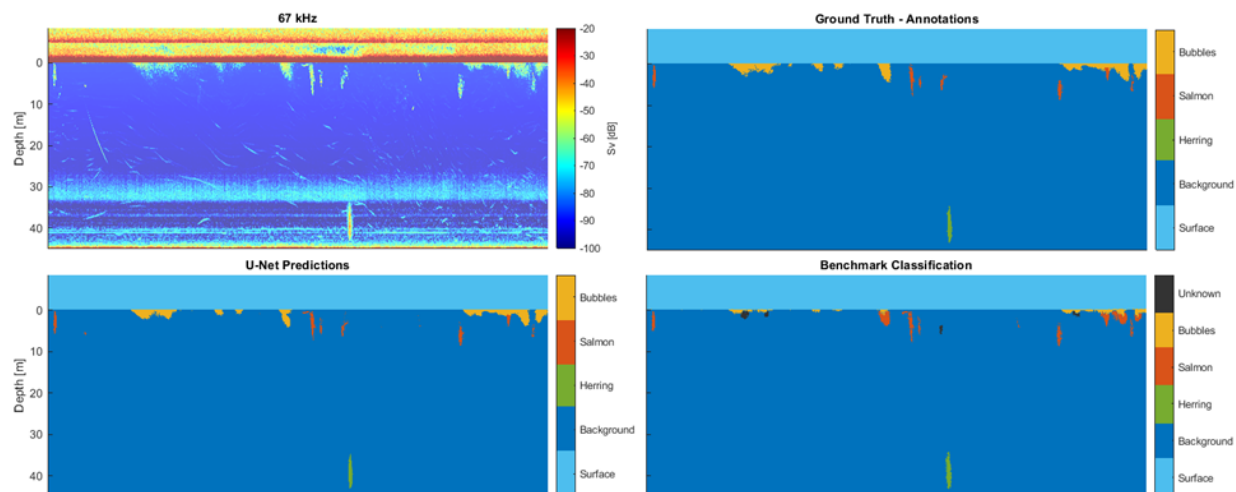 67 kHz
Depth [m]
0
10
20
30
40
-20
-30
-40
-50
-60
-70
-80
-90
-100
Sv [dB]
Ground Truth - Annotations
Bubbles
Salmon
Herring
Background
Surface
U-Net Predictions
Depth [m]
0
10
20
30
40
Bubbles
Salmon
Herring
Background
Surface
Benchmark Classification
Unknown
Bubbles
Salmon
Herring
Background
Surface